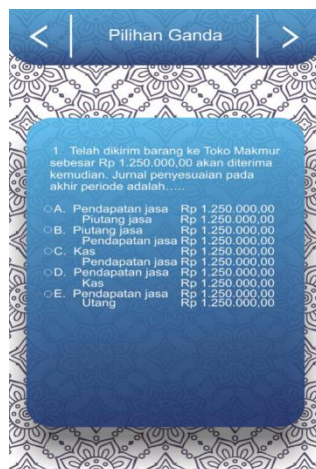 < Pilihan Ganda >
1. Telah dikirim barang ke Toko Makmur
sebesar Rp 1.250.000,00 akan diterima
kemudian. Jurnal penyesuaian pada
akhir periode adalah.....
A. Pendapatan jasa Rp 1.250.000,00
Piutang jasa Rp 1.250.000,00
B. Piutang jasa Rp 1.250.000,00
Pendapatan jasa Rp 1.250.000,00
C. Kas Rp 1.250.000,00
Pendapatan jasa Rp 1.250.000,00
D. Pendapatan jasa Rp 1.250.000,00
Kas Rp 1.250.000,00
E. Pendapatan jasa Rp 1.250.000,00
Utang Rp 1.250.000,00